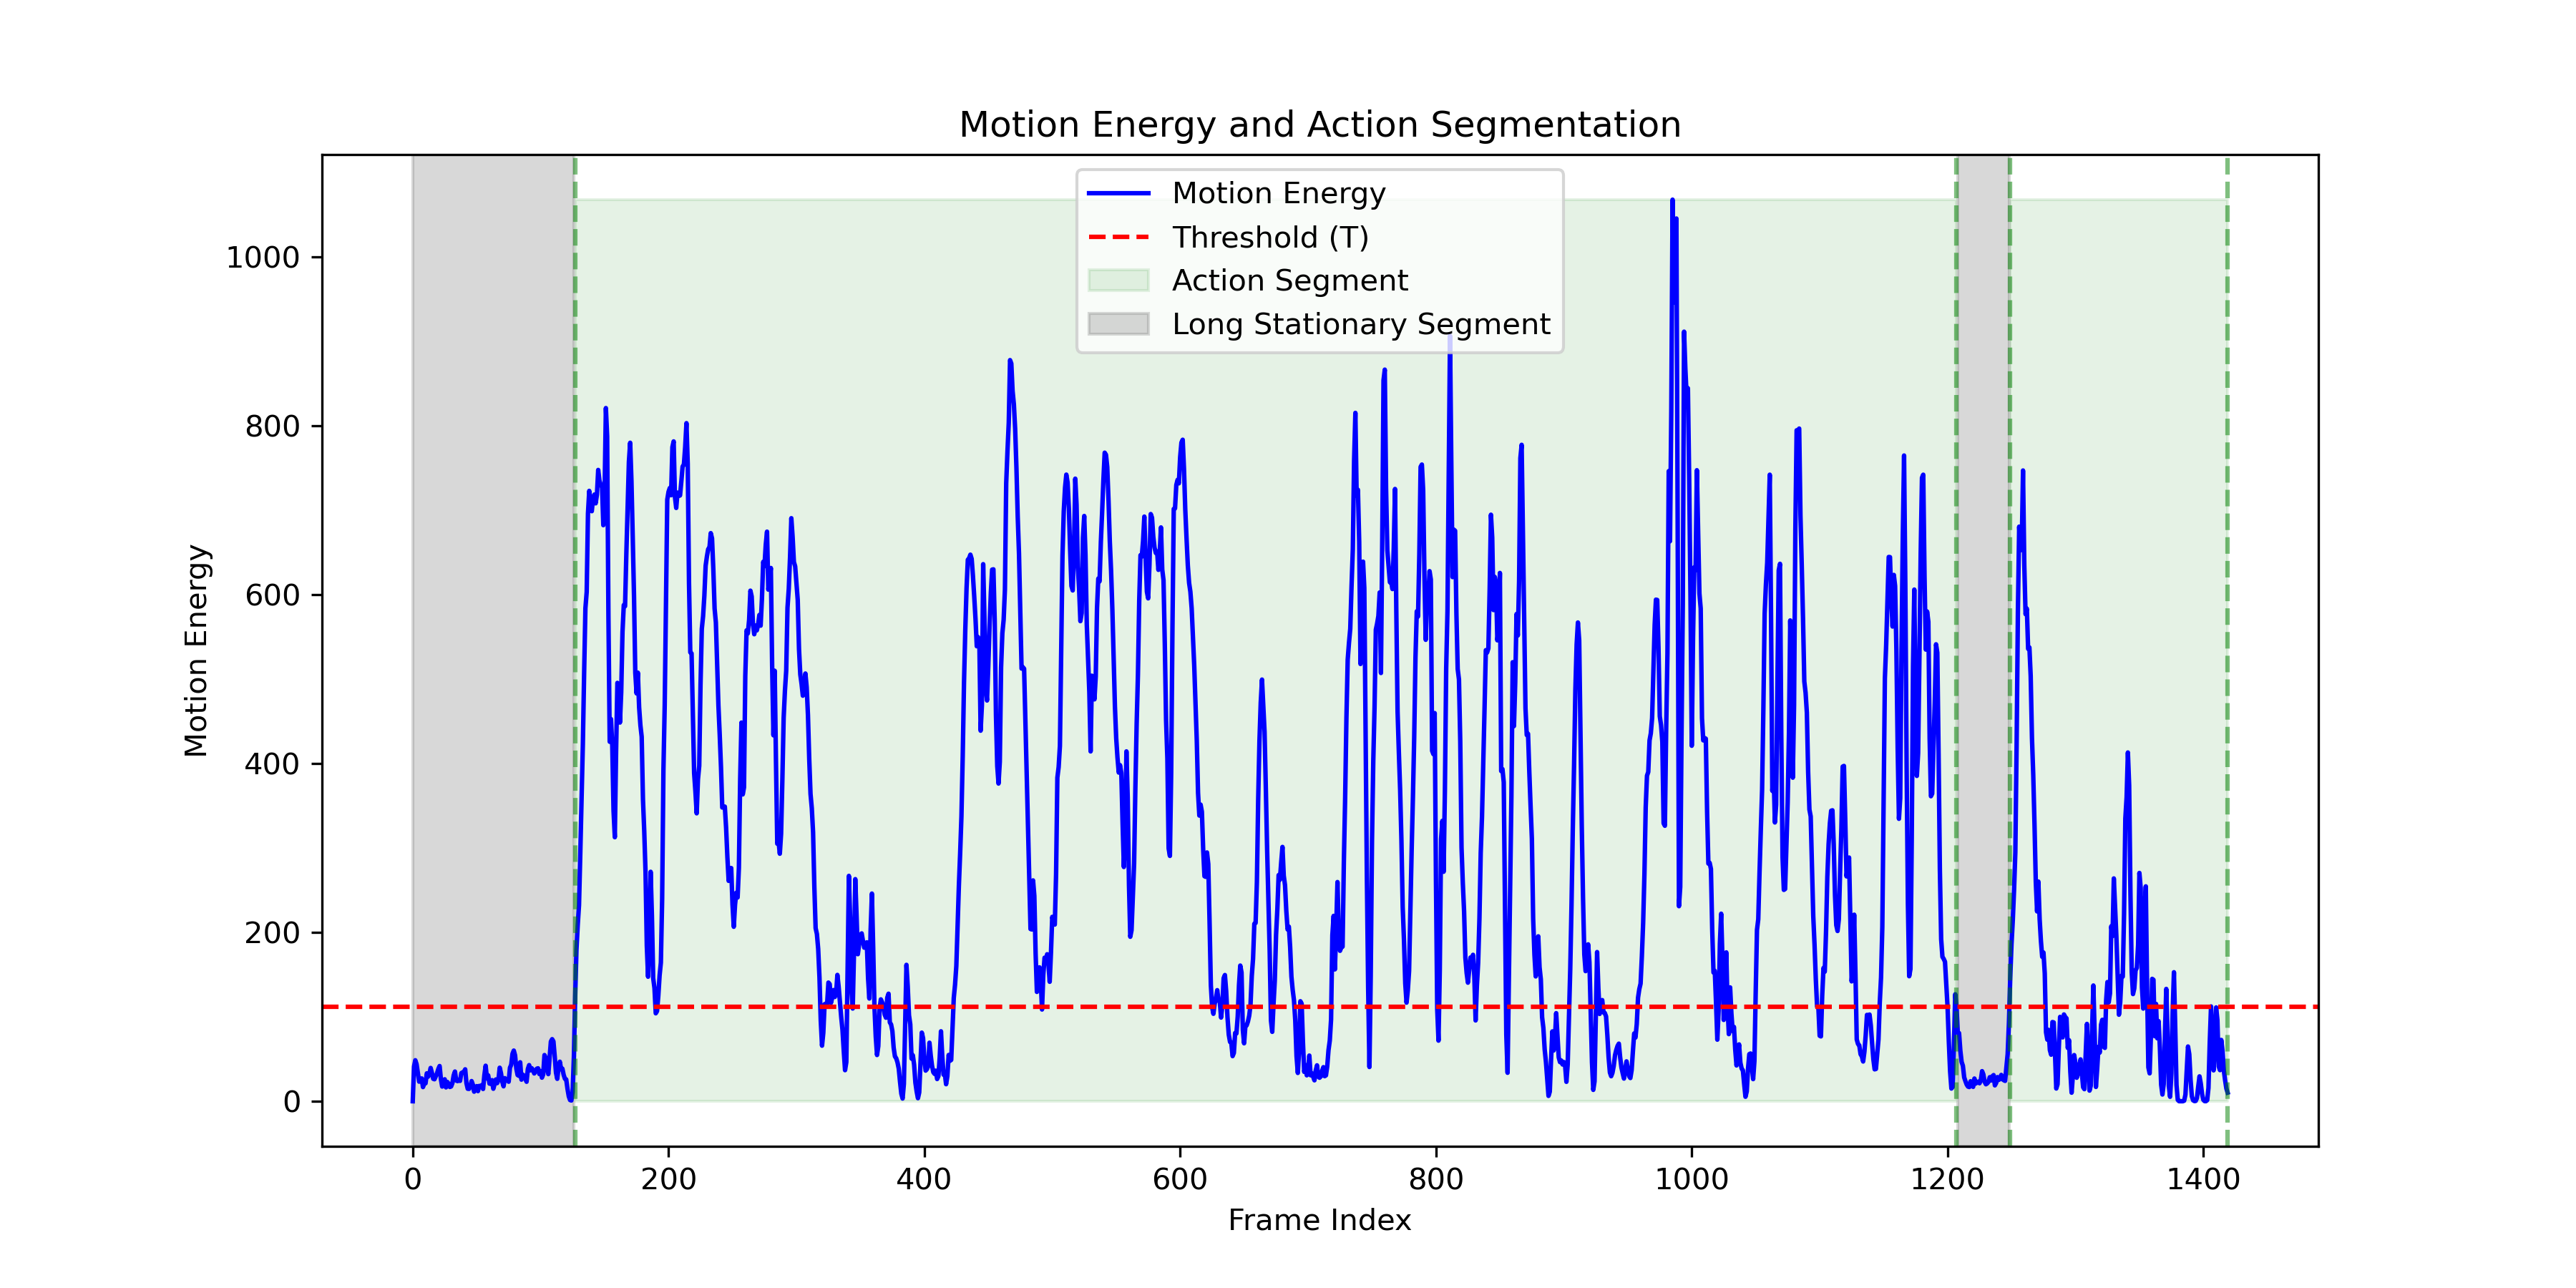 Motion Energy and Action Segmentation
Motion Energy
Threshold (T)
Action Segment
Long Stationary Segment
Motion Energy
1000
800
600
400
200
0
0 200 400 600 800 1000 1200 1400
Frame Index